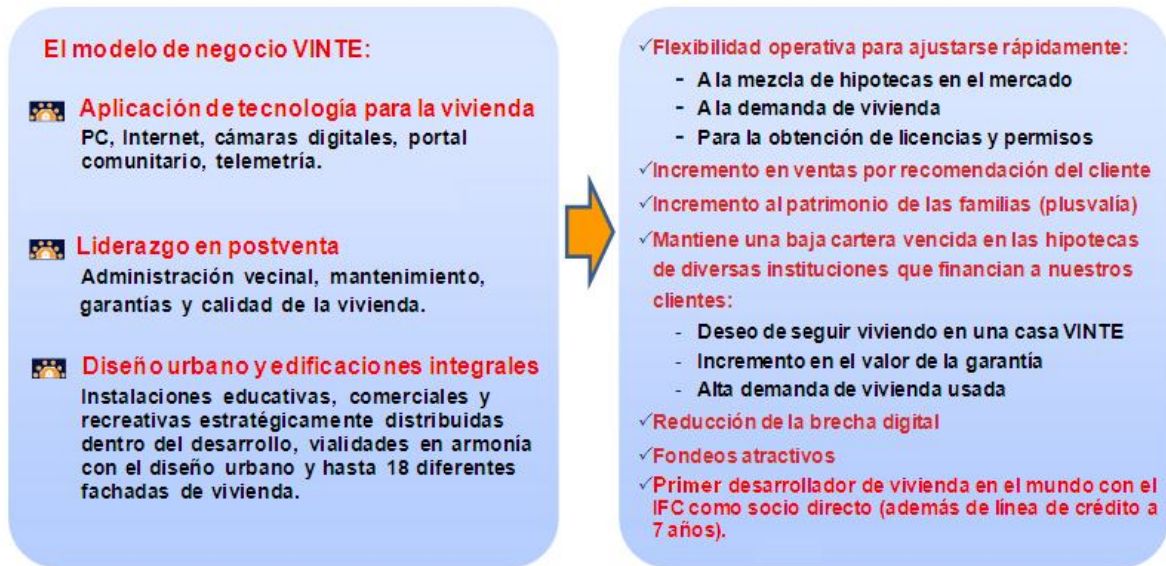 El modelo de negocio VINTE:
Aplicación de tecnología para la vivienda
PC, Internet, cámaras digitales, portal
comunitario, telemetría.
Liderazgo en postventa
Administración vecinal, mantenimiento,
garantías y calidad de la vivienda.
Diseño urbano y edificaciones integrales
Instalaciones educativas, comerciales y
recreativas estratégicamente distribuidas
dentro del desarrollo, vialidades en armonía
con el diseño urbano y hasta 18 diferentes
fachadas de vivienda.
✓Flexibilidad operativa para ajustarse rápidamente:
- A la mezcla de hipotecas en el mercado
- A la demanda de vivienda
- Para la obtención de licencias y permisos
✓Incremento en ventas por recomendación del cliente
✓Incremento al patrimonio de las familias (plusvalía)
✓Mantiene una baja cartera vencida en las hipotecas
de diversas instituciones que financian a nuestros
clientes:
- Deseo de seguir viviendo en una casa VINTE
- Incremento en el valor de la garantía
- Alta demanda de vivienda usada
✓Reducción de la brecha digital
✓Fondeos atractivos
✓Primer desarrollador de vivienda en el mundo con el
IFC como socio directo (además de línea de crédito a
7 años).